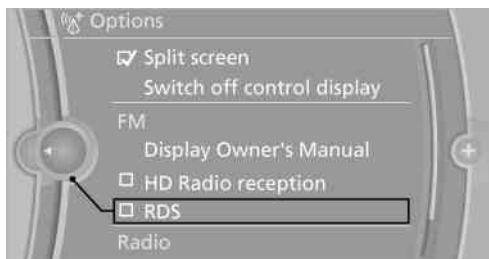 Options
Split screen
Switch off control display
FM
Display Owner's Manual
HD Radio reception
RDS
Radio